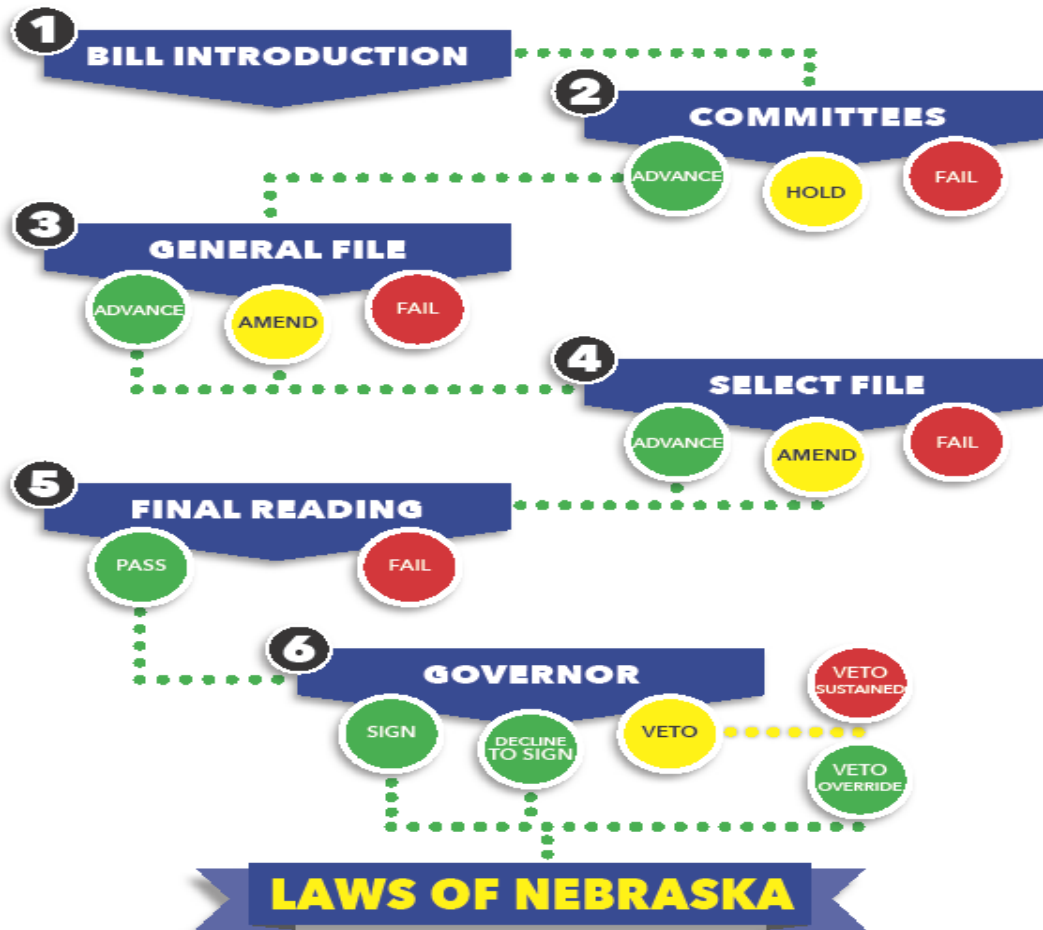 1
BILL INTRODUCTION
2
COMMITTEES
ADVANCE
HOLD
FAIL
3
GENERAL FILE
ADVANCE
AMEND
FAIL
4
SELECT FILE
ADVANCE
AMEND
FAIL
5
FINAL READING
PASS
FAIL
6
GOVERNOR
SIGN
DECLINE
TO SIGN
VETO
VETO
SUSTAINED
VETO
OVERRIDE
LAWS OF NEBRASKA